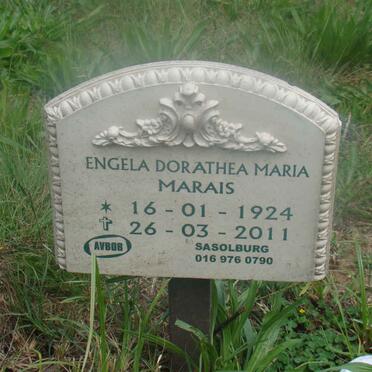 ENGELA DORATHEA MARIA
MARAIS
* 16 - 01 - 1924
✝ 26 - 03 - 2011
AVBOB
SASOLBURG
016 976 0790